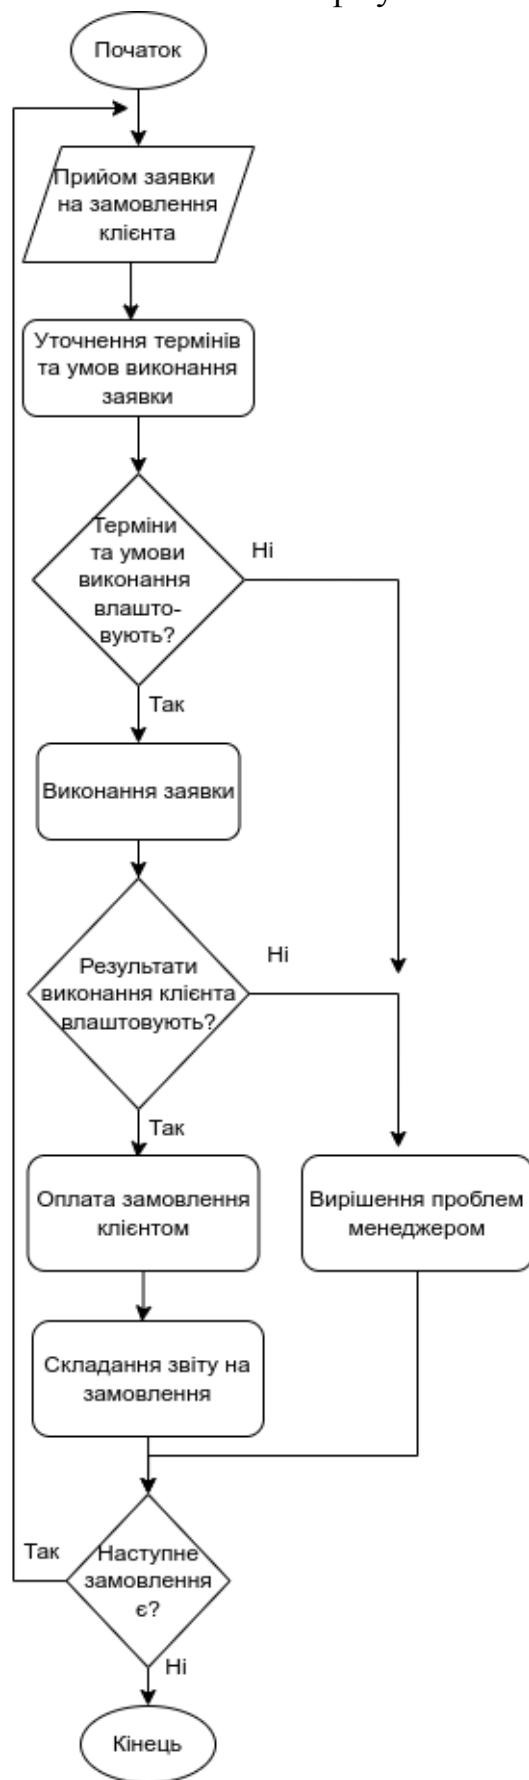 Початок
Прийом заявки
на замовлення
клієнта
Уточнення термінів
та умов виконання
заявки
Терміни
та умови
виконання
влашто-
вують?
Ні
Так
Виконання заявки
Результати
виконання клієнта
влаштовують?
Ні
Так
Оплата замовлення
клієнтом
Вирішення проблем
менеджером
Складання звіту на
замовлення
Наступне
замовлення
є?
Так
Ні
Кінець